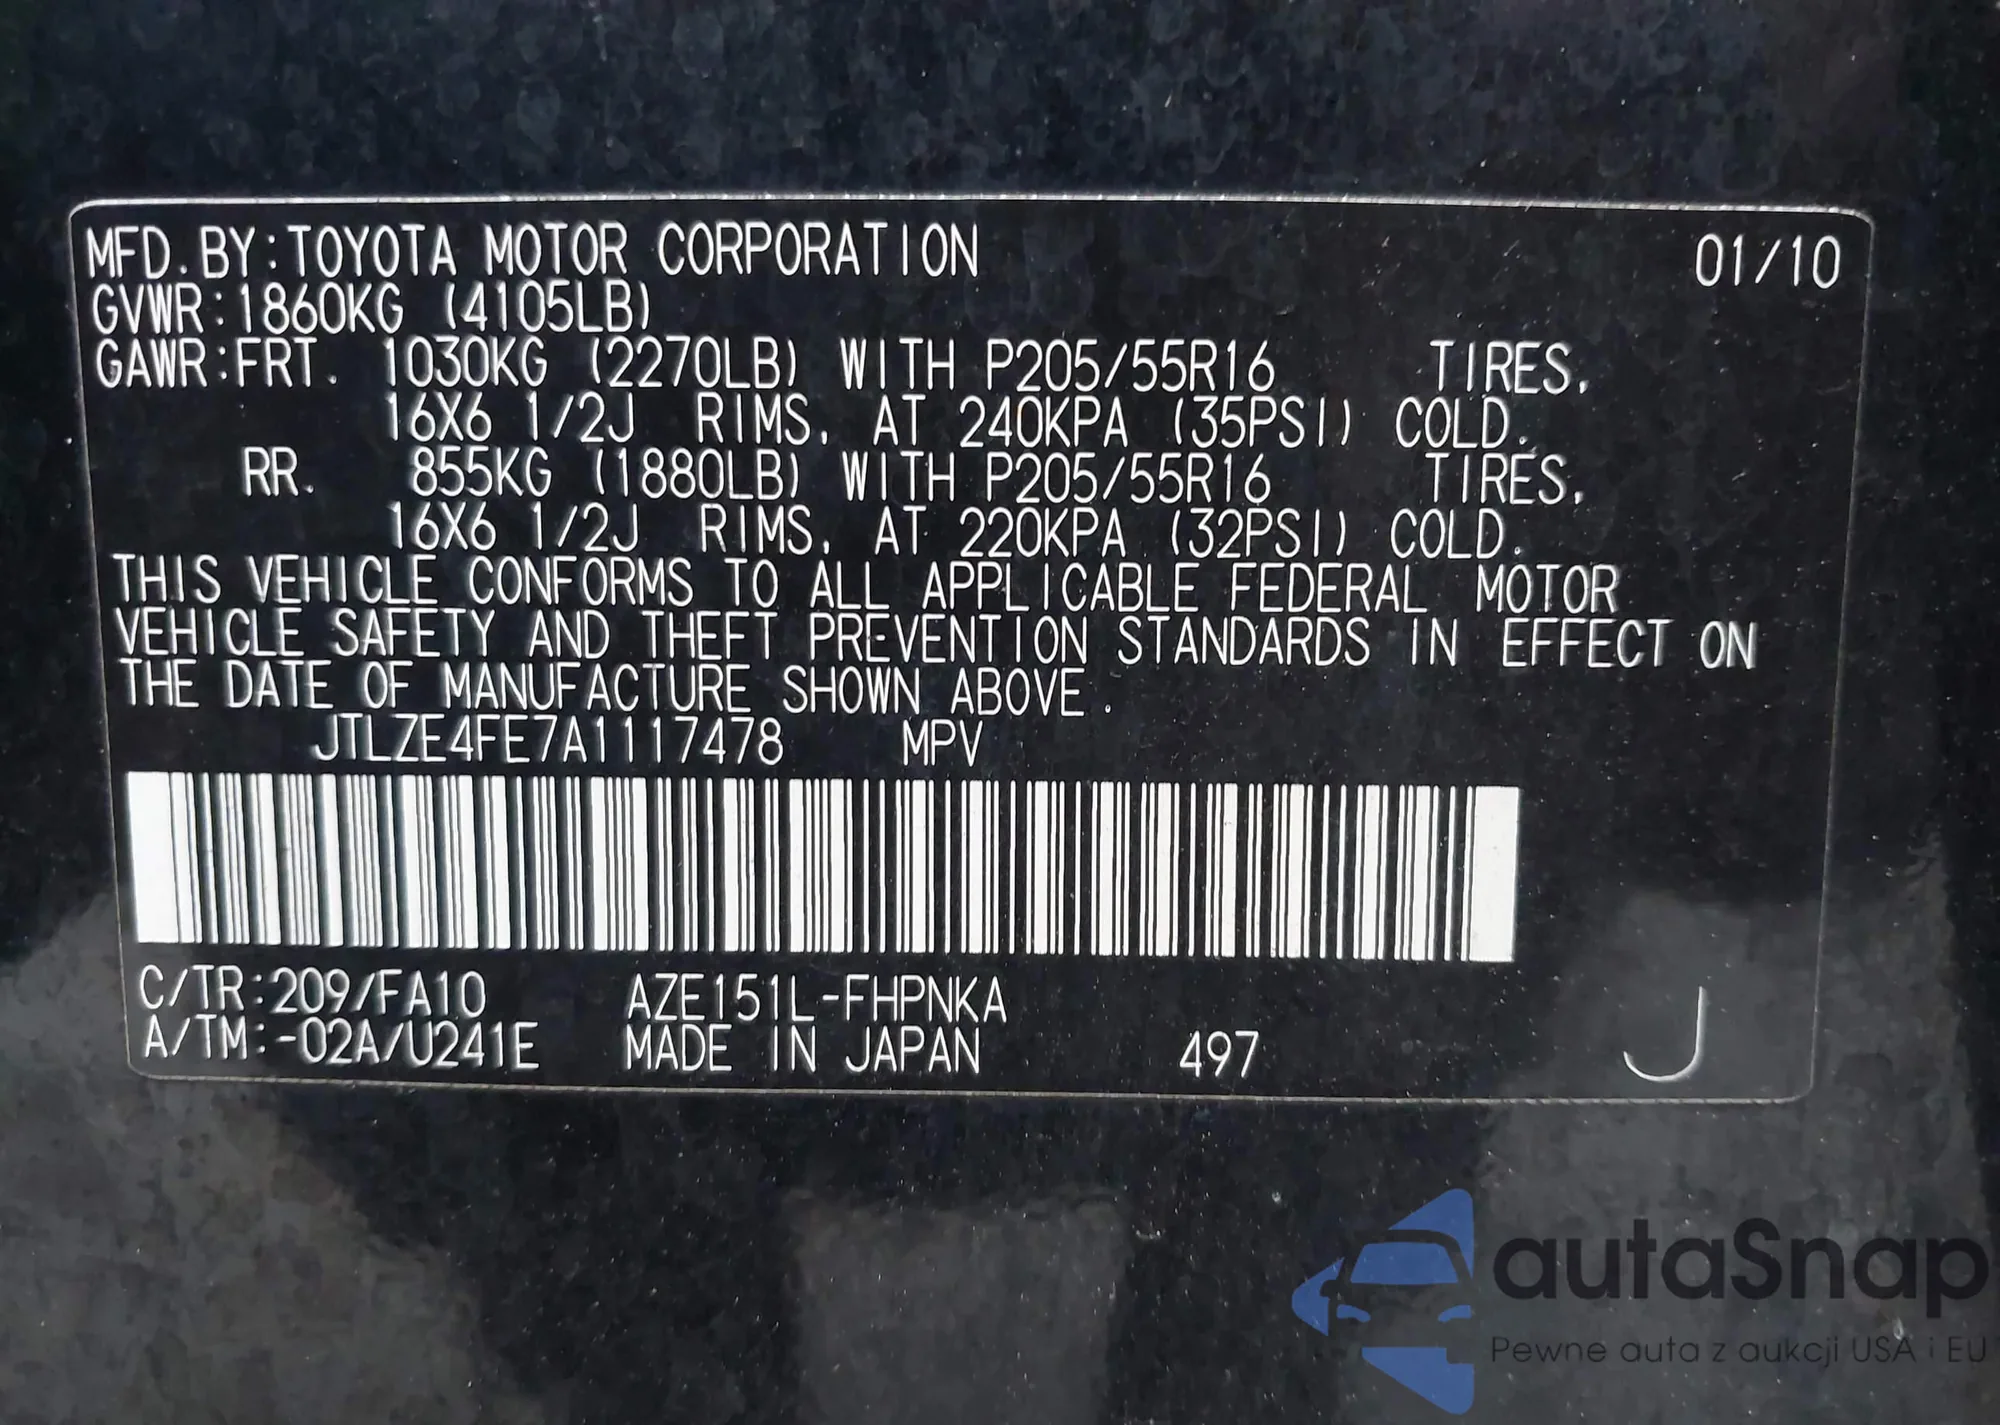 MFD.BY:TOYOTA MOTOR CORPORATION 01/10
GVWR:1860KG (4105LB)
GAWR:FRT. 1030KG (2270LB) WITH P205/55R16 TIRES,
16X6 1/2J RIMS, AT 240KPA (35PSI) COLD.
RR. 855KG (1880LB) WITH P205/55R16 TIRES,
16X6 1/2J RIMS, AT 220KPA (32PSI) COLD.
THIS VEHICLE CONFORMS TO ALL APPLICABLE FEDERAL MOTOR
VEHICLE SAFETY AND THEFT PREVENTION STANDARDS IN EFFECT ON
THE DATE OF MANUFACTURE SHOWN ABOVE.
JTLZE4FE7A1117478 MPV
C/TR:209/FA10 AZE151L-FHPNKA
A/TM:-02A/U241E MADE IN JAPAN 497 J
autaSnap
Pewne auta z aukcji USA i EU